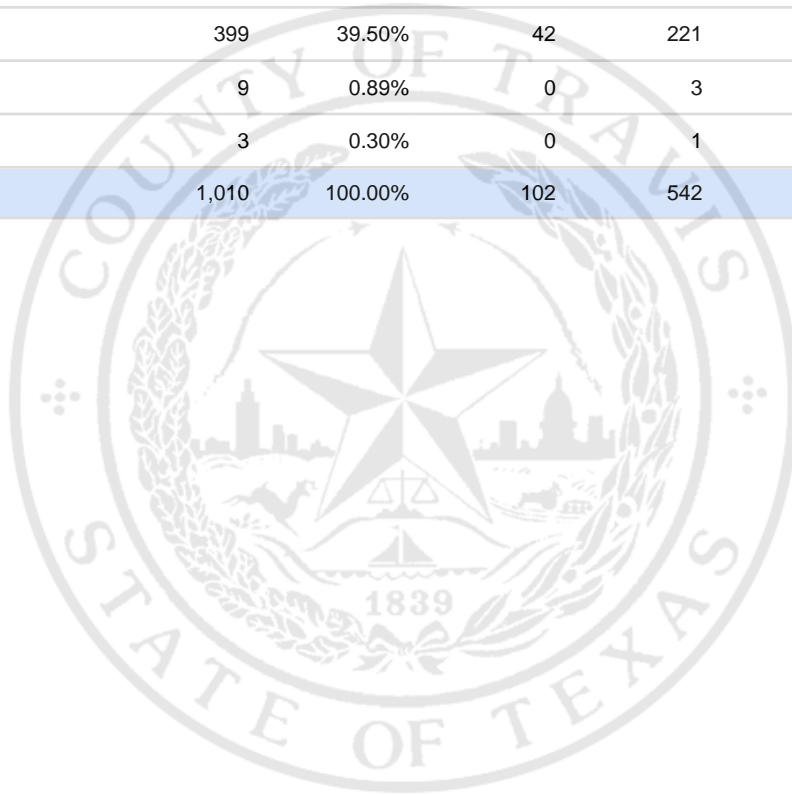 399 39.50% 42 221
9 0.89% 0 3
3 0.30% 0 1
1,010 100.00% 102 542
COUNTY OF TRAVIS
1839
STATE OF TEXAS